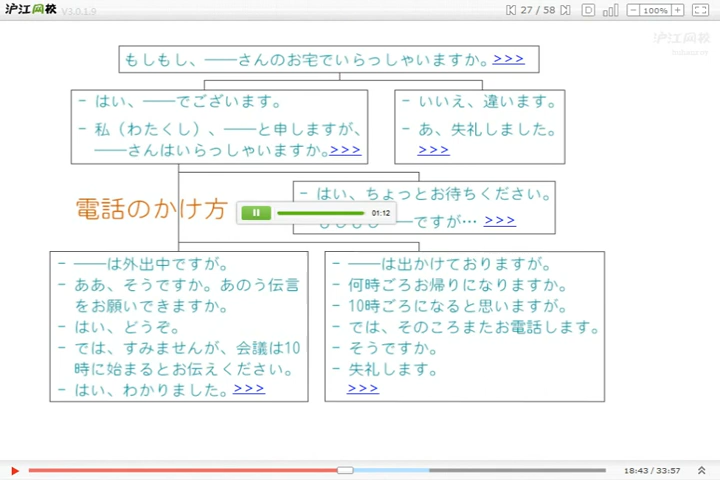 沪江网校 V3.0.1.9
27 / 58
D
100%
沪江网校
もしもし、――さんのお宅でいらっしゃいますか。>>>
- はい、――でございます。
- 私（わたくし）、――と申しますが、
――さんはいらっしゃいますか。>>>
- いいえ、違います。
- あ、失礼しました。
>>>
電話のかけ方
- はい、ちょっとお待ちください。
――ですが… >>>
01:12
- ――は外出中ですが。
- ああ、そうですか。あのう伝言
をお願いできますか。
- はい、どうぞ。
- では、すみませんが、会議は10
時に始まるとお伝えください。
- はい、わかりました。>>>
- ――は出かけておりますが。
- 何時ごろお帰りになりますか。
- 10時ごろになると思いますが。
- では、そのころまたお電話します。
- そうですか。
- 失礼します。
>>>
18:43 / 33:57